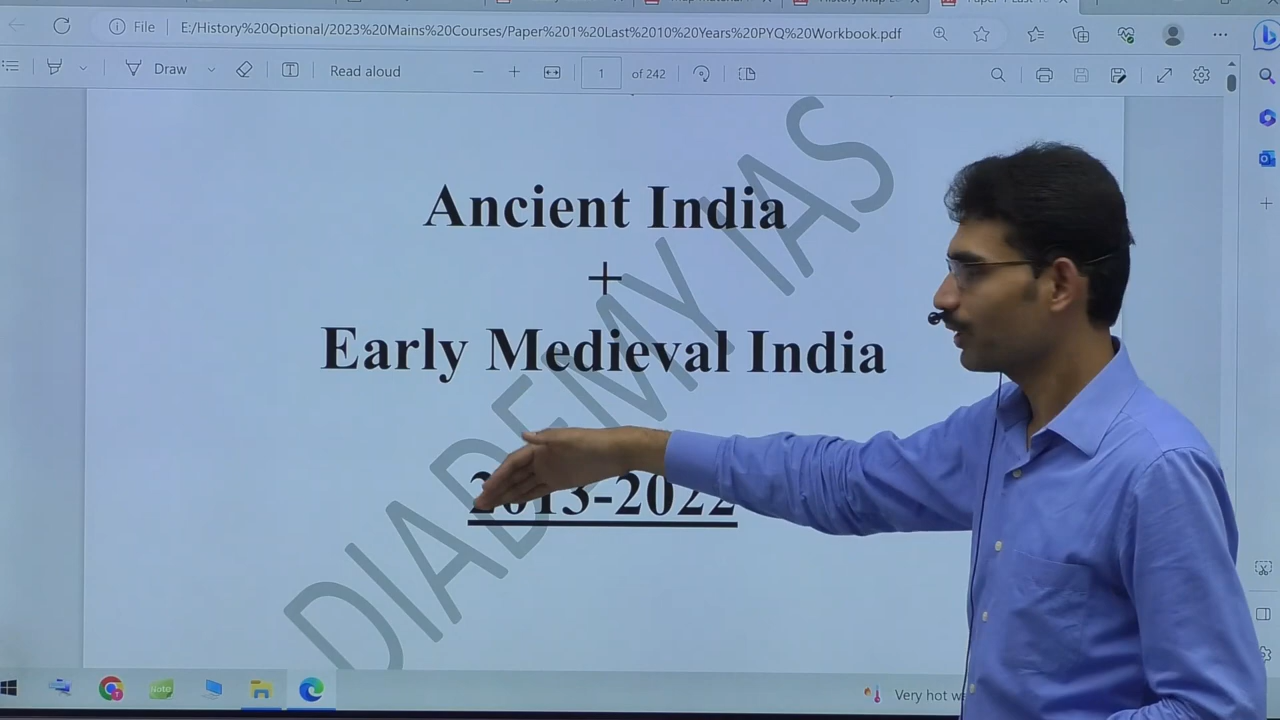 File
E:/History%20Optional/2023%20Mains%20Courses/Paper%201%20Last%2010%20Years%20PYQ%20Workbook.pdf
Draw
Read aloud
1
of 242
Ancient India
+
Early Medieval India
2013-2022
DIADEMY IAS
Very hot